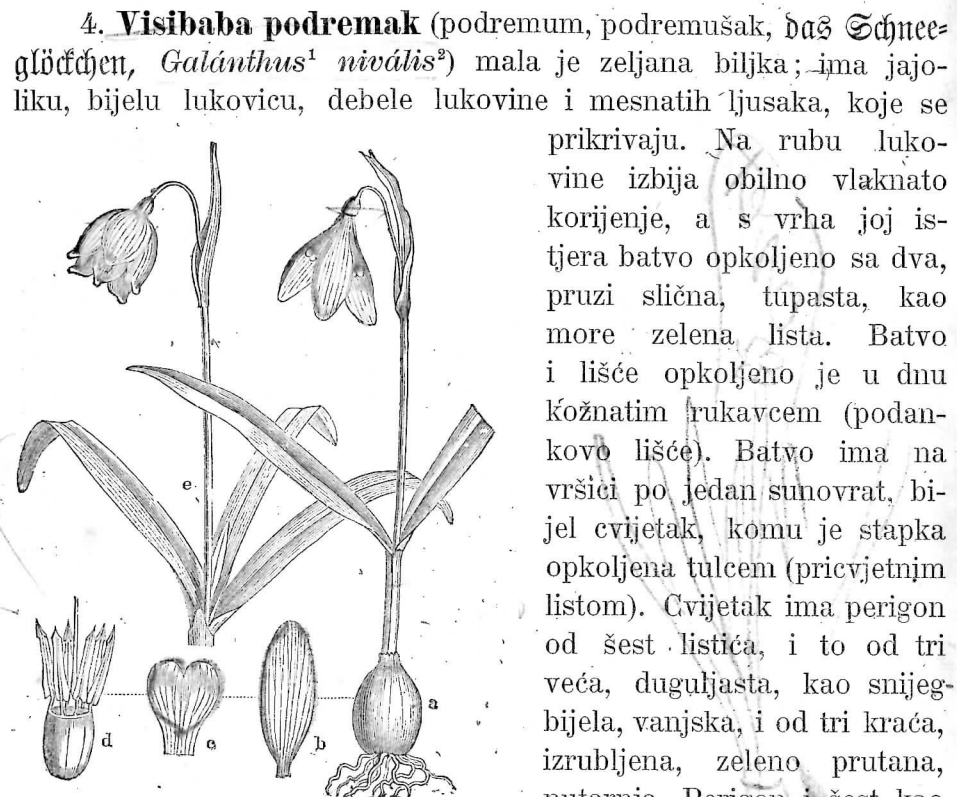 4. Visibaba podremak (podremum, podremušak, das Schnee-
glöckchen, Galánthus¹ nivális²) mala je zeljana biljka; ima jajo-
liku, bijelu lukovicu, debele lukovine i mesnatih ljusaka, koje se
prikrivaju. Na rubu luko-
vine izbija obilno vlaknato
korijenje, a s vrha joj is-
tjera batvo opkoljeno sa dva,
pruzi slična, tupasta, kao
more zelena lista. Batvo
i lišće opkoljeno je u dnu
kožnatim rukavcem (podan-
kovo lišće). Batvo ima na
vršici po jedan sunovrat, bi-
jel cvijetak, komu je stapka
opkoljena tulcem (pricvjetnjm
listom). Cvijetak ima perigon
od šest listića, i to od tri
veća, duguljasta, kao snijeg-
bijela, vanjska, i od tri kraća,
izrubljena, zeleno prutana,
e
a
d
c
b